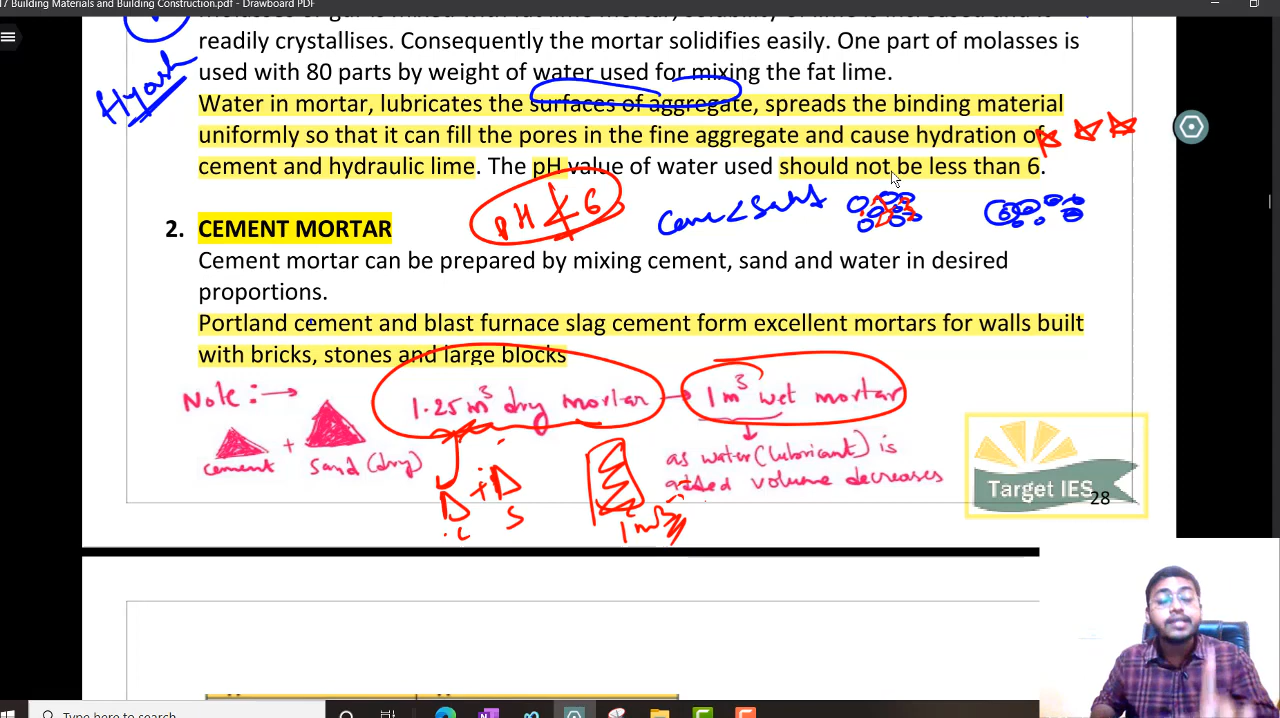 17 Building Materials and Building Construction.pdf - Drawboard PDF
readily crystallises. Consequently the mortar solidifies easily. One part of molasses is
used with 80 parts by weight of water used for mixing the fat lime.
Water in mortar, lubricates the surfaces of aggregate, spreads the binding material
uniformly so that it can fill the pores in the fine aggregate and cause hydration of
cement and hydraulic lime. The pH value of water used should not be less than 6.
pH ≮ 6
2. CEMENT MORTAR
Cement mortar can be prepared by mixing cement, sand and water in desired
proportions.
Portland cement and blast furnace slag cement form excellent mortars for walls built
with bricks, stones and large blocks
Note :→
1.25m³ dry mortar → 1m³ wet mortar
cement + sand (dry)
as water (lubricant) is
added volume decreases
C + S
1m³
Target IES
28
Type here to search